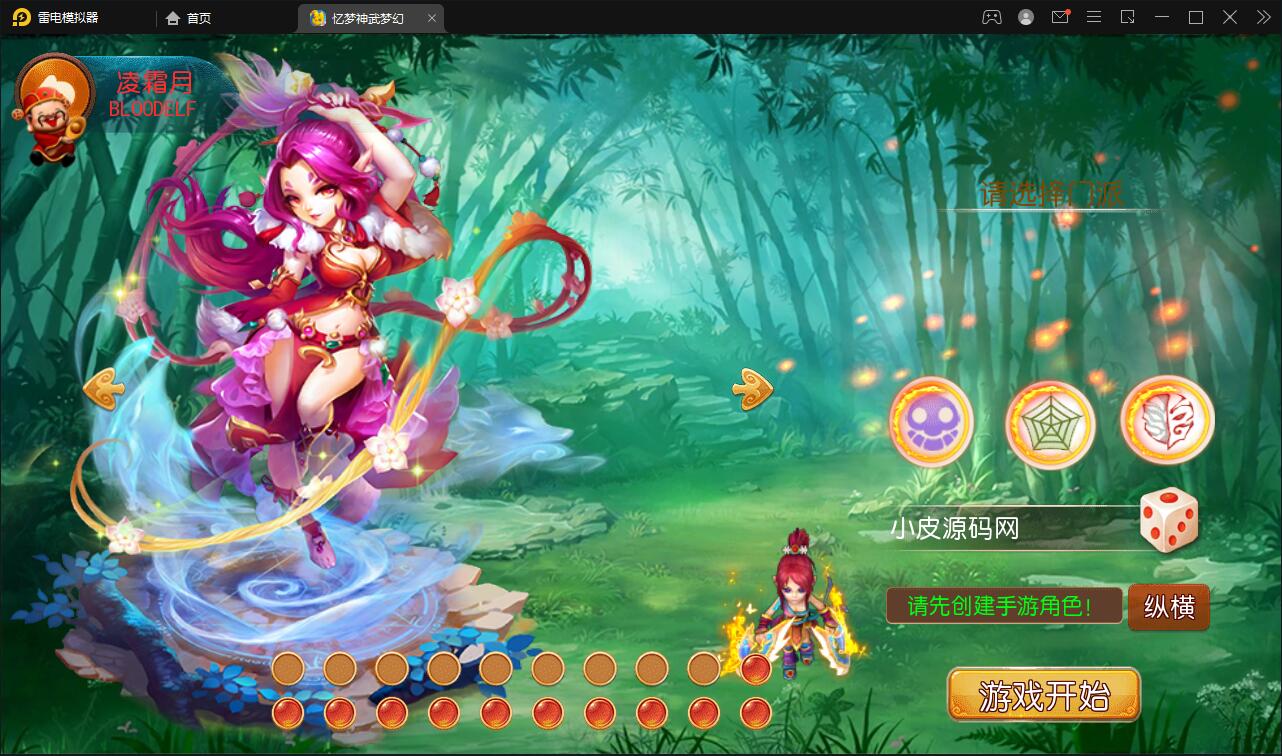 雷电模拟器
首页
忆梦神武梦幻
凌霜月
BLOODELF
请选择门派
小皮源码网
请先创建手游角色!
纵横
游戏开始